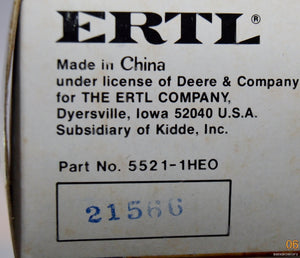 ERTL®
Made in China
under license of Deere & Company
for THE ERTL COMPANY,
Dyersville, Iowa 52040 U.S.A.
Subsidiary of Kidde, Inc.
Part No. 5521-1HEO
21566
06